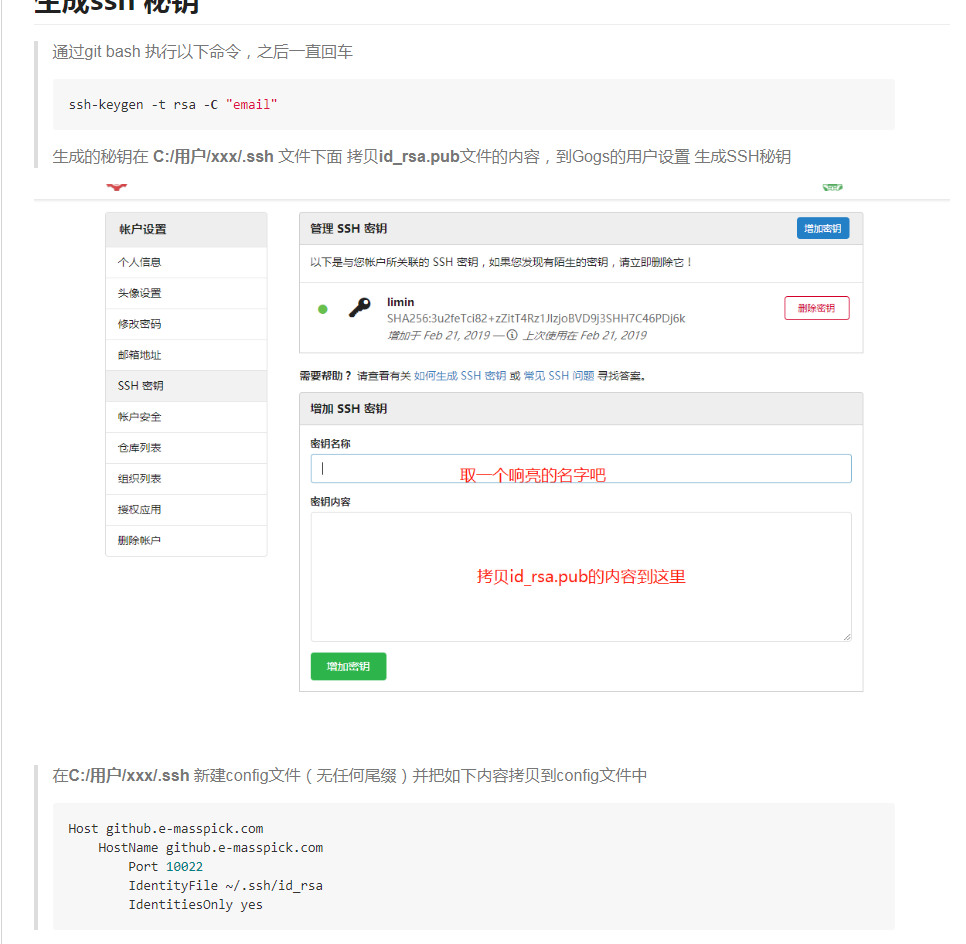 生成ssh 秘钥
通过git bash 执行以下命令，之后一直回车
ssh-keygen -t rsa -C "email"
生成的秘钥在 C:/用户/xxx/.ssh 文件下面 拷贝id_rsa.pub文件的内容，到Gogs的用户设置 生成SSH秘钥
帐户设置
个人信息
头像设置
修改密码
邮箱地址
SSH 密钥
帐户安全
仓库列表
组织列表
授权应用
删除帐户
管理 SSH 密钥
增加密钥
以下是与您帐户所关联的 SSH 密钥，如果您发现有陌生的密钥，请立即删除它！
limin
SHA256:3u2feTci82+zZitT4Rz1JIzjoBVD9j3SHH7C46PDj6k
增加于 Feb 21, 2019 — 上次使用在 Feb 21, 2019
删除密钥
需要帮助？ 请查看有关 如何生成 SSH 密钥 或 常见 SSH 问题 寻找答案。
增加 SSH 密钥
密钥名称
取一个响亮的名字吧
密钥内容
拷贝id_rsa.pub的内容到这里
增加密钥
在C:/用户/xxx/.ssh 新建config文件（无任何尾缀）并把如下内容拷贝到config文件中
Host github.e-masspick.com
HostName github.e-masspick.com
Port 10022
IdentityFile ~/.ssh/id_rsa
IdentitiesOnly yes